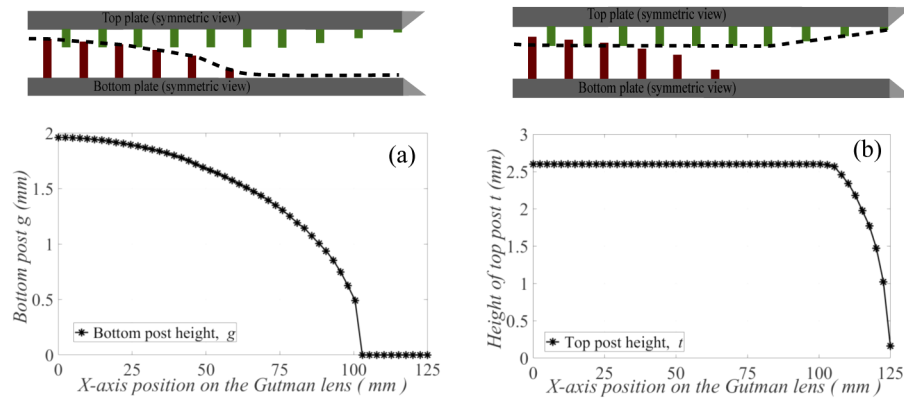 Top plate (symmetric view)
Bottom plate (symmetric view)
Top plate (symmetric view)
Bottom plate (symmetric view)
(a)
2
1.5
1
0.5
0
Bottom post g (mm)
Bottom post height, g
0 25 50 75 100 125
X-axis position on the Gutman lens ( mm )
(b)
3
2.5
2
1.5
1
0.5
0
Height of top post t (mm)
Top post height, t
0 25 50 75 100 125
X-axis position on the Gutman lens ( mm )